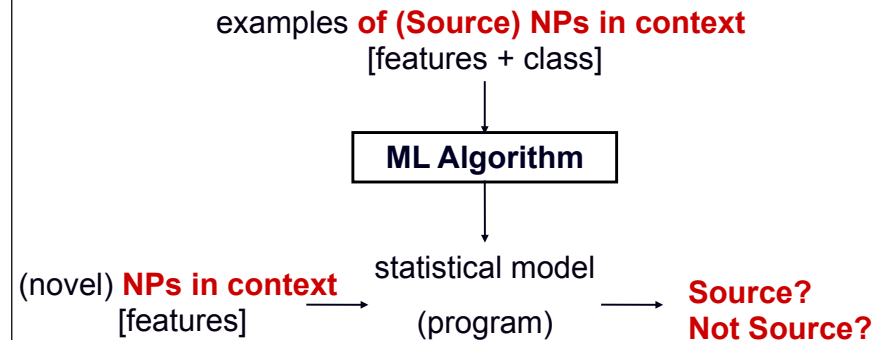 examples of (Source) NPs in context
[features + class]
ML Algorithm
statistical model
(program)
(novel) NPs in context
[features]
Source?
Not Source?